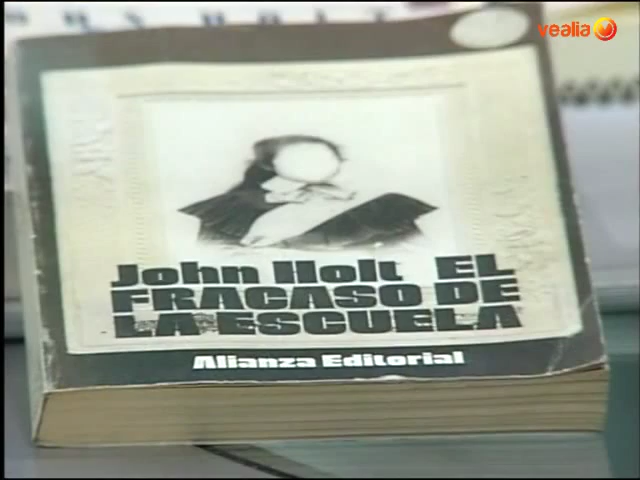 vealia
John Holt EL
FRACASO DE
LA ESCUELA
Alianza Editorial